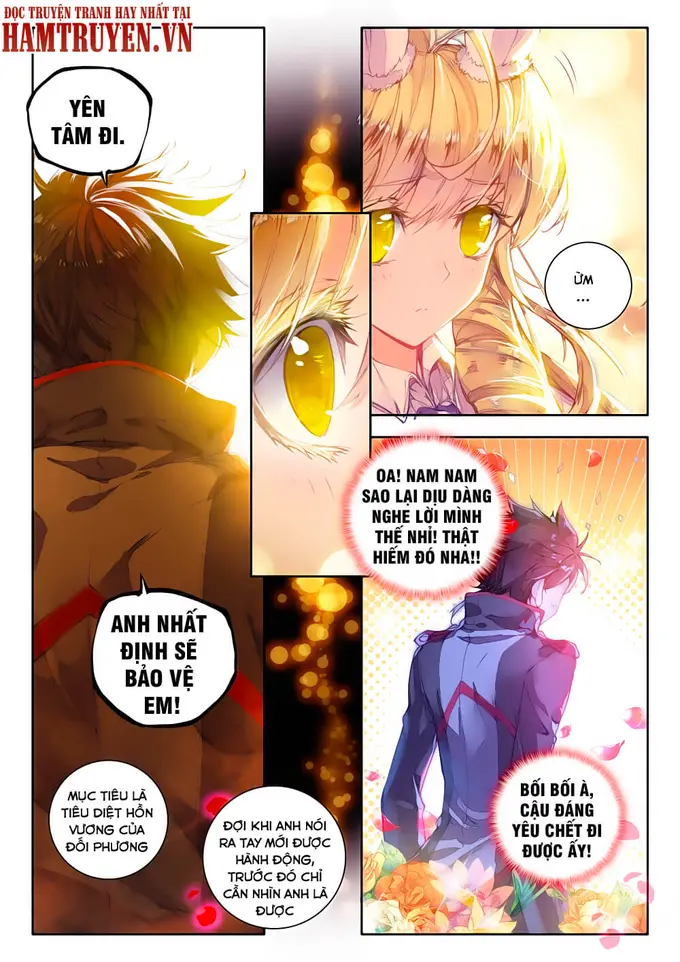 ĐỌC TRUYỆN TRANH HAY NHẤT TẠI
HAMTRUYEN.VN
YÊN
TÂM ĐI.
ỪM
...
OA! NAM NAM
SAO LẠI DỊU DÀNG
NGHE LỜI MÌNH
THẾ NHỈ! THẬT
HIẾM ĐÓ NHA!!
ANH NHẤT
ĐỊNH SẼ
BẢO VỆ
EM!
MỤC TIÊU LÀ
TIÊU DIỆT HỒN
VƯƠNG CỦA
ĐỐI PHƯƠNG
ĐỢI KHI ANH NÓI
RA TAY MỚI ĐƯỢC
HÀNH ĐỘNG,
TRƯỚC ĐÓ CHỈ
CẦN NHÌN ANH LÀ
ĐƯỢC
BỐI BỐI À,
CẬU ĐÁNG
YÊU CHẾT ĐI
ĐƯỢC ẤY!